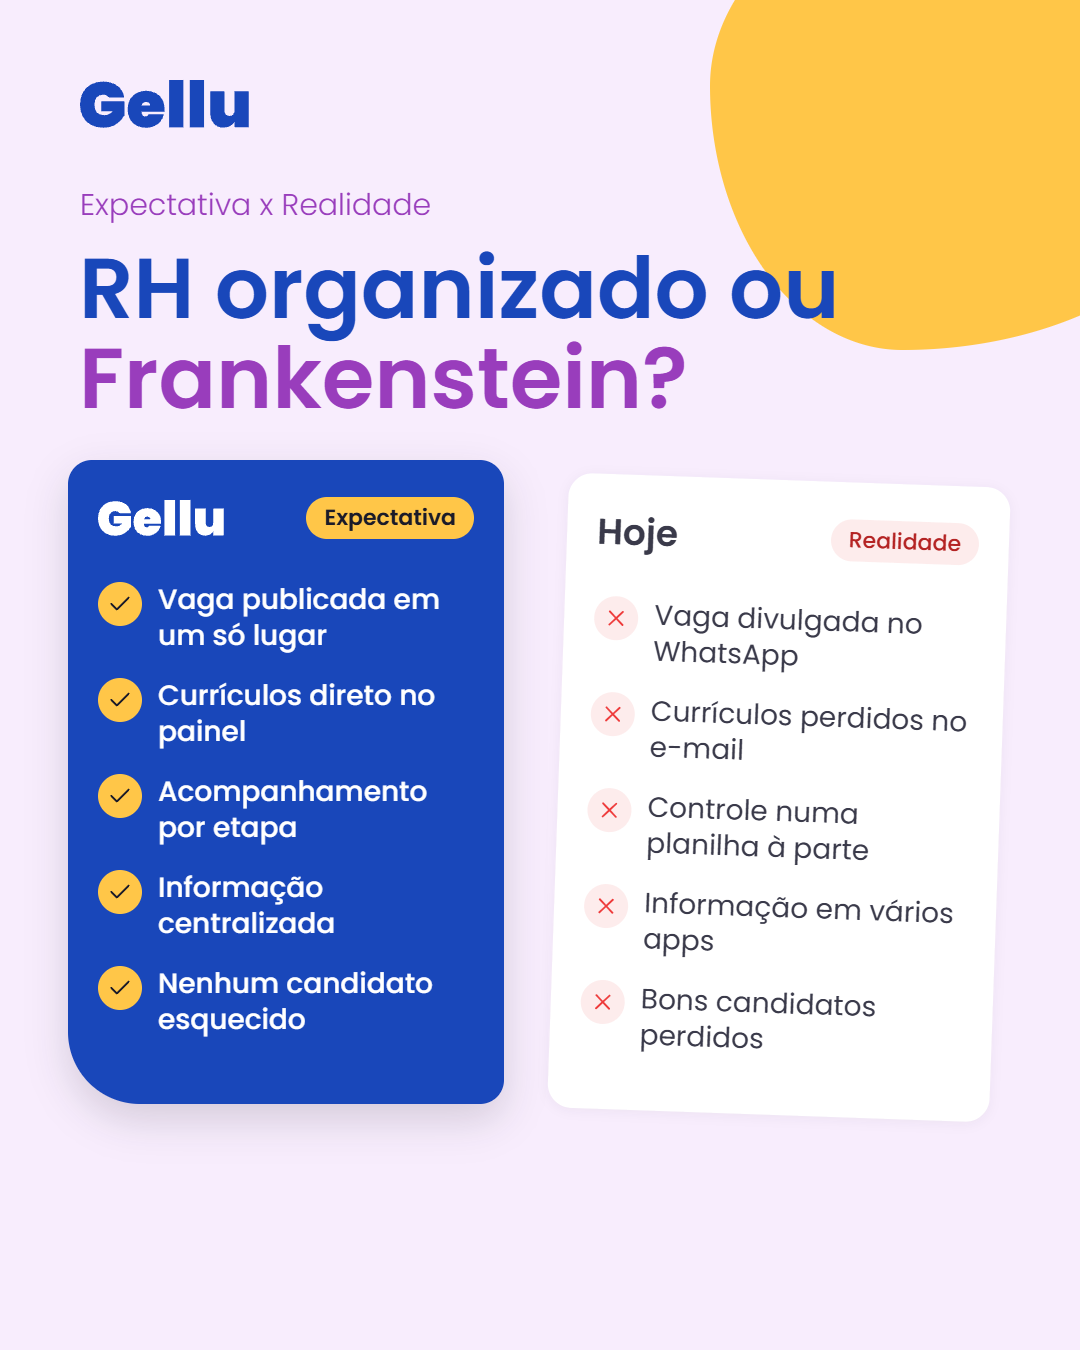 Gellu
Expectativa x Realidade
RH organizado ou
Frankenstein?
Gellu
Expectativa
Vaga publicada em
um só lugar
Currículos direto no
painel
Acompanhamento
por etapa
Informação
centralizada
Nenhum candidato
esquecido
Hoje
Realidade
Vaga divulgada no
WhatsApp
Currículos perdidos no
e-mail
Controle numa
planilha à parte
Informação em vários
apps
Bons candidatos
perdidos